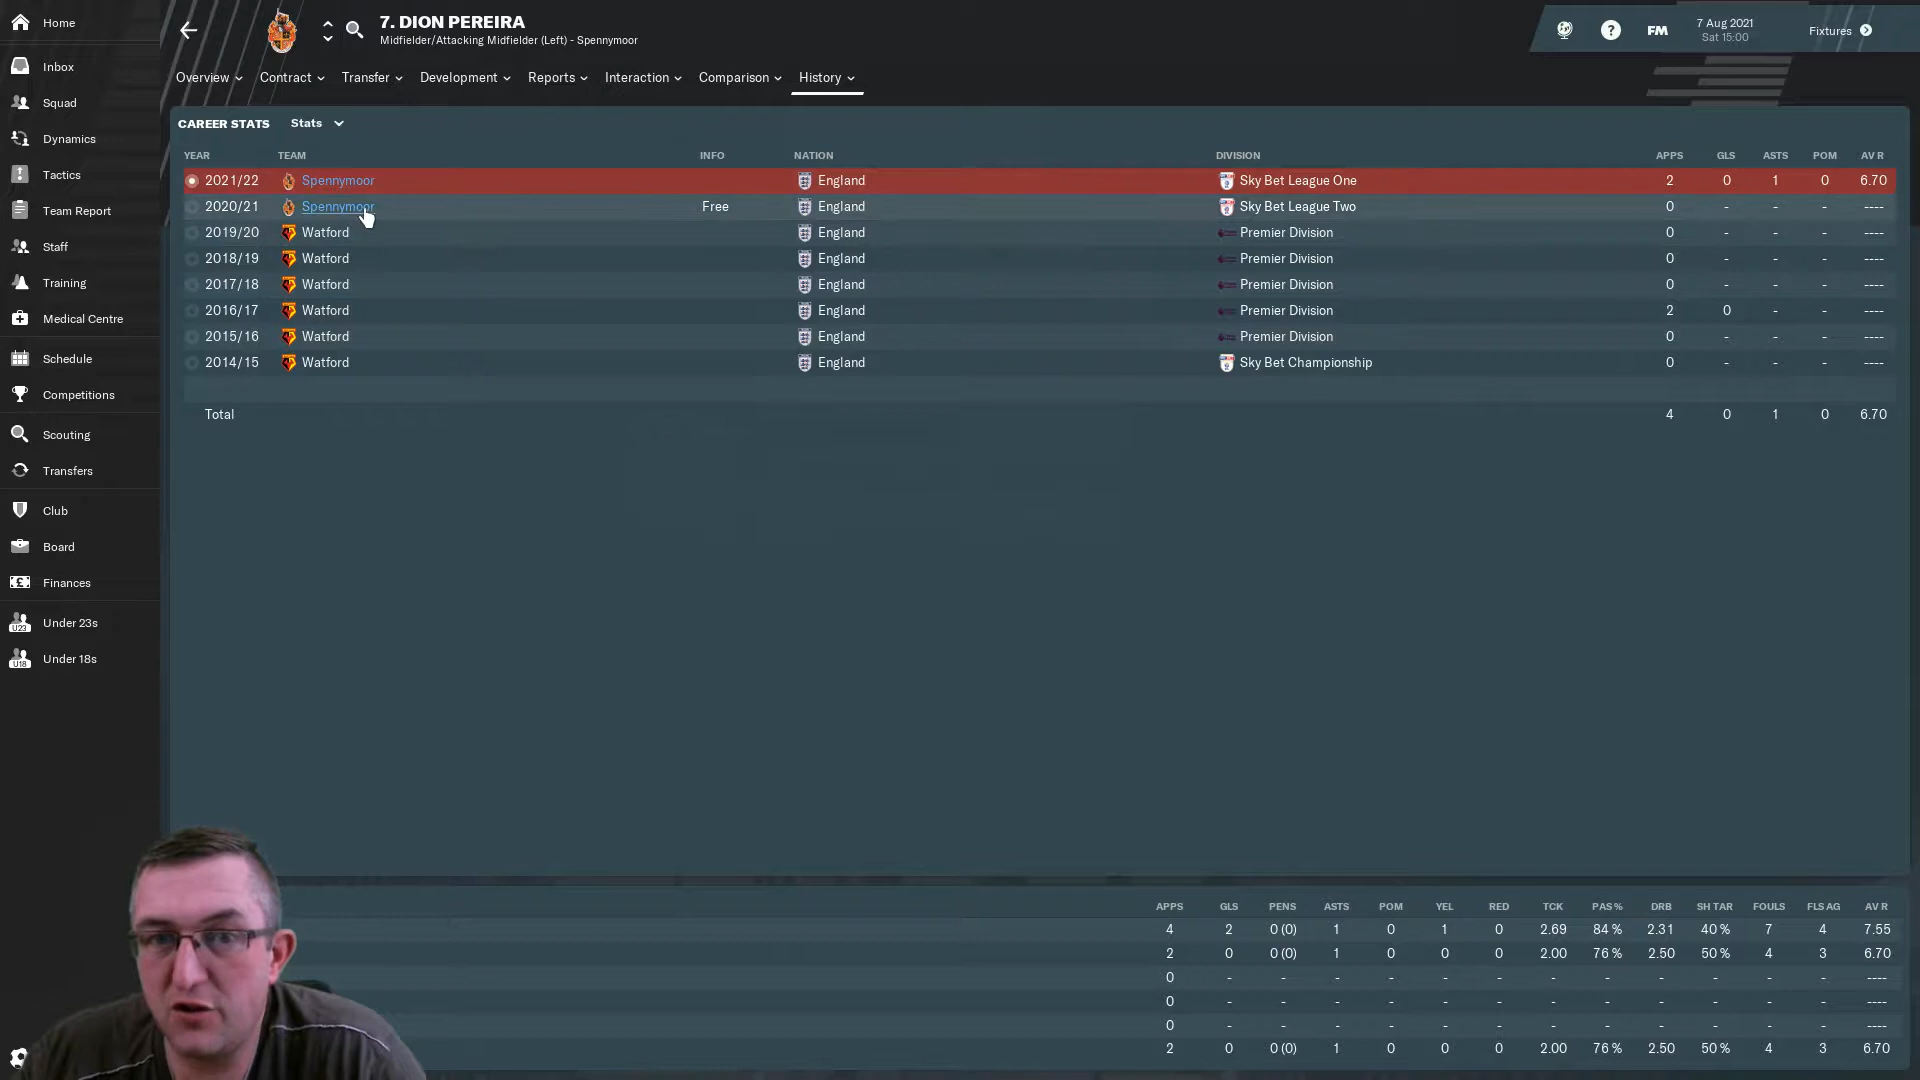 Home
Inbox
Squad
Dynamics
Tactics
Team Report
Staff
Training
Medical Centre
Schedule
Competitions
Scouting
Transfers
Club
Board
Finances
U23 Under 23s
U18 Under 18s
7. DION PEREIRA
Midfielder/Attacking Midfielder (Left) - Spennymoor
? FM 7 Aug 2021 Fixtures
Sat 15:00
Overview Contract Transfer Development Reports Interaction Comparison History
CAREER STATS Stats
YEAR TEAM INFO NATION DIVISION APPS GLS ASTS POM AV R
2021/22 Spennymoor England Sky Bet League One 2 0 1 0 6.70
2020/21 Spennymoor Free England Sky Bet League Two 0 - - - ----
2019/20 Watford England Premier Division 0 - - - ----
2018/19 Watford England Premier Division 0 - - - ----
2017/18 Watford England Premier Division 0 - - - ----
2016/17 Watford England Premier Division 2 0 - - ----
2015/16 Watford England Premier Division 0 - - - ----
2014/15 Watford England Sky Bet Championship 0 - - - ----
Total 4 0 1 0 6.70
APPS GLS PENS ASTS POM YEL RED TCK PAS % DRB SH TAR FOULS FLS AG AV R
4 2 0 (0) 1 0 1 0 2.69 84 % 2.31 40 % 7 4 7.55
2 0 0 (0) 1 0 0 0 2.00 76 % 2.50 50 % 4 3 6.70
0 - - - - - - - - - - - - ----
0 - - - - - - - - - - - - ----
0 - - - - - - - - - - - - ----
2 0 0 (0) 1 0 0 0 2.00 76 % 2.50 50 % 4 3 6.70